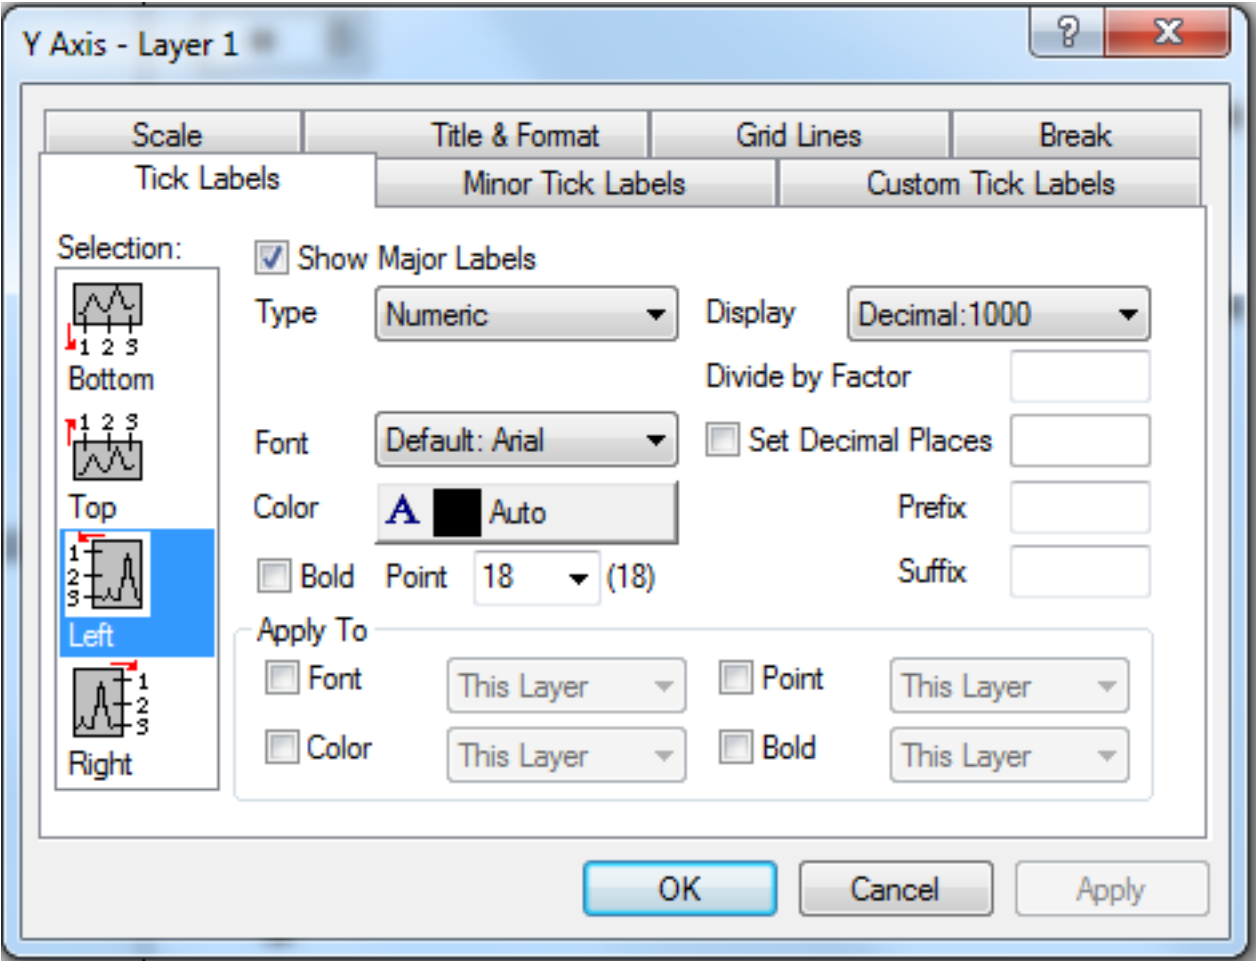 Y Axis - Layer 1
Scale Title & Format Grid Lines Break
Tick Labels Minor Tick Labels Custom Tick Labels
Selection:
1 2 3
Bottom
1 2 3
Top
1
2
3
Left
1
2
3
Right
Show Major Labels
Type Numeric Display Decimal:1000
Divide by Factor
Font Default: Arial Set Decimal Places
Color A Auto Prefix
Bold Point 18 (18) Suffix
Apply To
Font This Layer Point This Layer
Color This Layer Bold This Layer
OK Cancel Apply